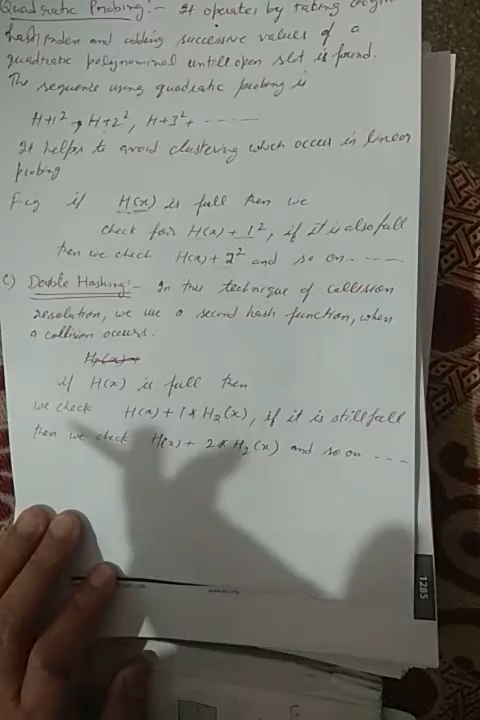 Quadratic Probing:- It operates by taking
hash index and adding successive values of a
quadratic polynominal untill open slot is found.
The sequence using quadratic probing is
H+1², H+2², H+3², ------
It helps to avoid clustering which occur in linear
probing
F-eg if H(x) is full then we
check for H(x) + 1², if it is also full
then we check H(x) + 2² and so on -----
c) Double Hashing:- In this technique of collision
resolution, we use a second hash function, when
a collision occurs.
if H(x) is full then
we check H(x) + 1 * H₂(x), if it is still full
then we check H(x) + 2 * H₂(x) and so on ----
1285